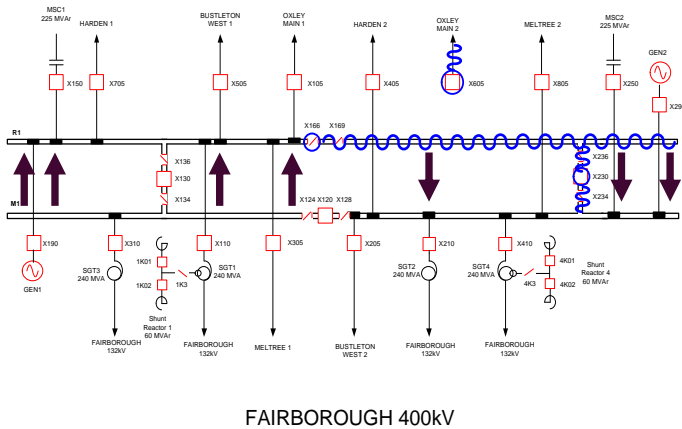 MSC1
225 MVAr
HARDEN 1
BUSTLETON
WEST 1
OXLEY
MAIN 1
HARDEN 2
OXLEY
MAIN 2
MELTREE 2
MSC2
225 MVAr
GEN2
X150
X705
X505
X105
X405
X605
X805
X250
X29
X166
X169
R1
X136
X130
X134
X236
X230
X234
M1
X124
X120
X128
X190
X310
X110
X305
X205
X210
X410
GEN1
SGT3
240 MVA
1K01
1K02
1K3
SGT1
240 MVA
SGT2
240 MVA
SGT4
240 MVA
4K3
4K01
4K02
Shunt
Reactor 4
60 MVAr
Shunt
Reactor 1
60 MVAr
FAIRBOROUGH
132kV
FAIRBOROUGH
132kV
MELTREE 1
BUSTLETON
WEST 2
FAIRBOROUGH
132kV
FAIRBOROUGH
132kV
FAIRBOROUGH 400kV